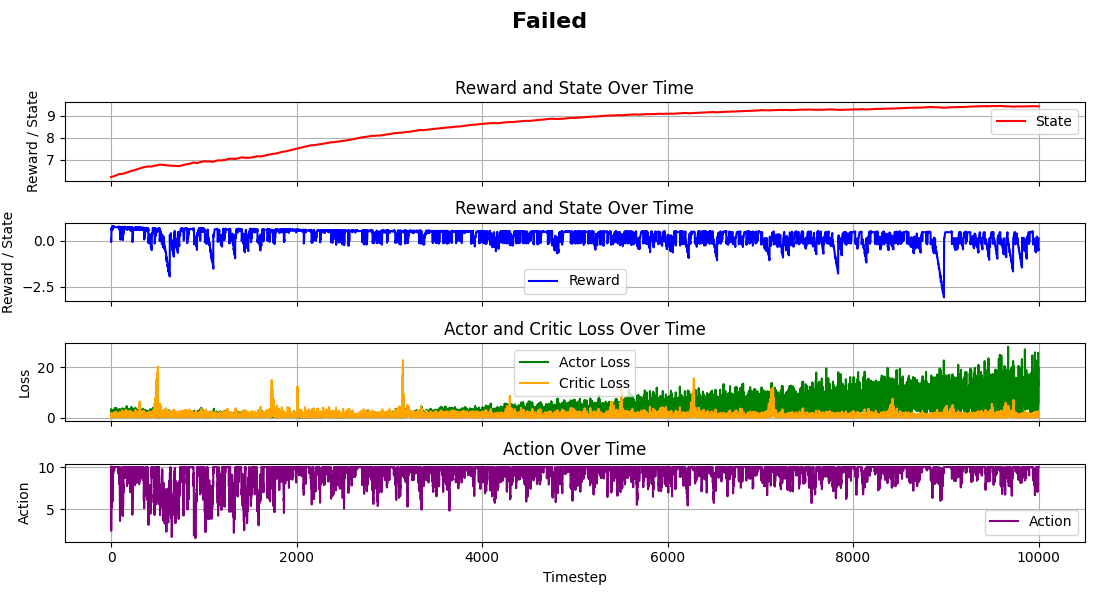 Failed
Reward and State Over Time
Reward / State
9
8
7
State
Reward and State Over Time
Reward / State
0.0
−2.5
Reward
Actor and Critic Loss Over Time
Loss
20
0
Actor Loss
Critic Loss
Action Over Time
Action
10
5
Action
0 2000 4000 6000 8000 10000
Timestep